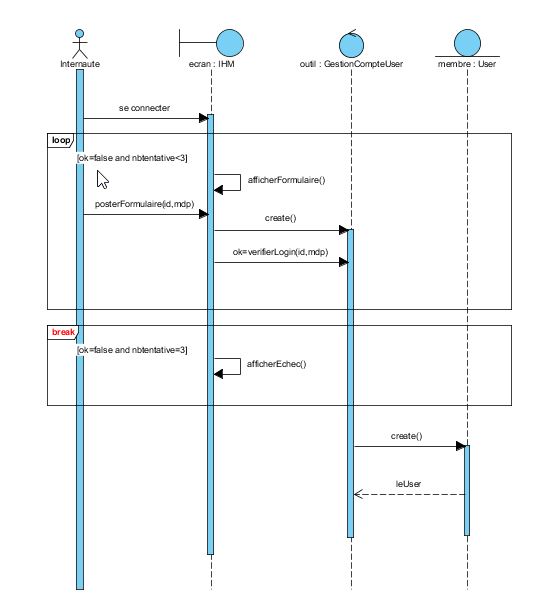 Internaute
ecran : IHM
outil : GestionCompteUser
membre : User
se connecter
loop
[ok=false and nbtentative<3]
afficherFormulaire()
posterFormulaire(id,mdp)
create()
ok=verifierLogin(id,mdp)
break
[ok=false and nbtentative=3]
afficherEchec()
create()
leUser